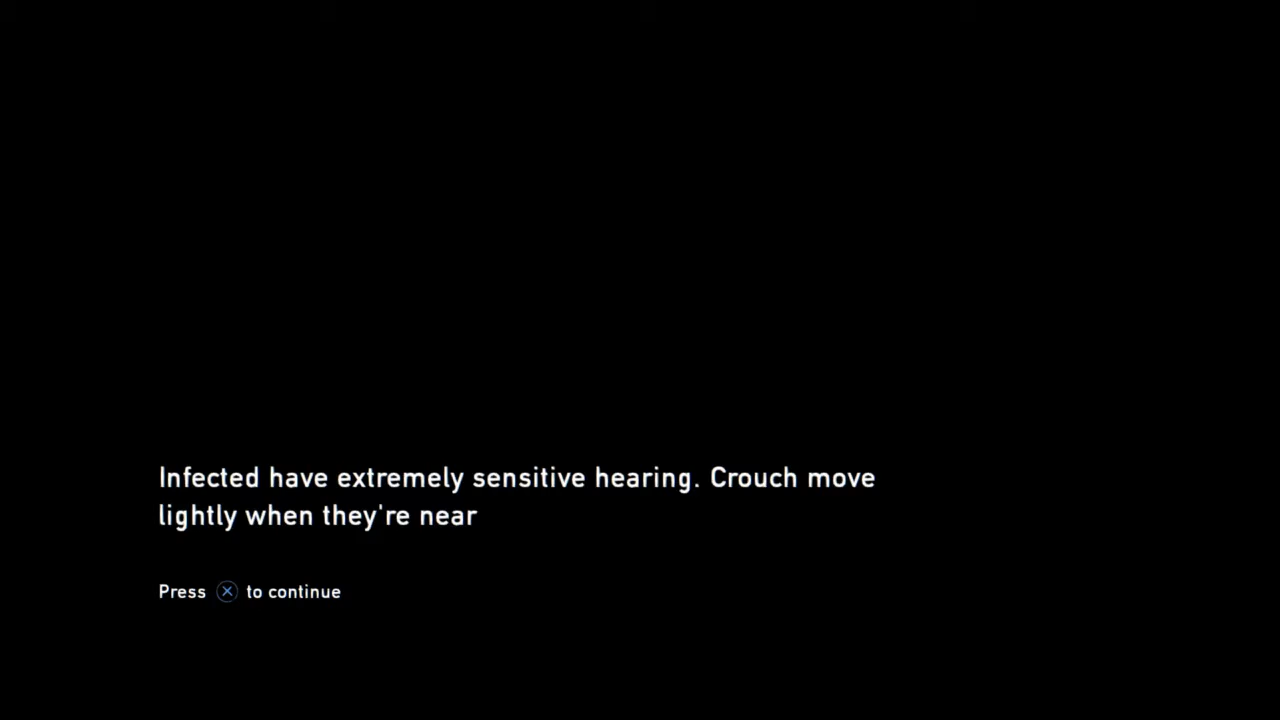 Infected have extremely sensitive hearing. Crouch move
lightly when they're near
Press ⓧ to continue